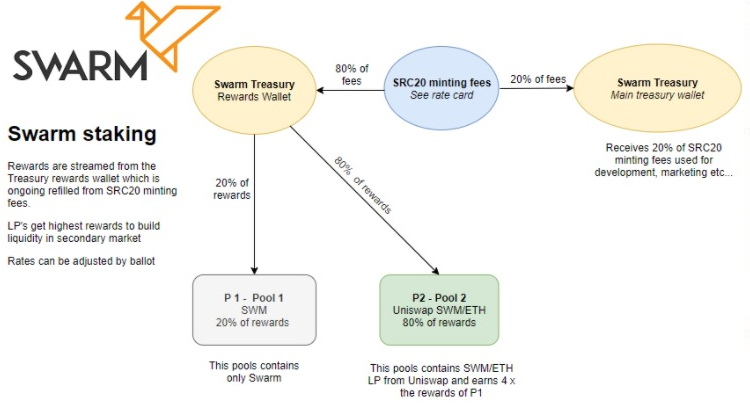 SWARM
Swarm staking
Rewards are streamed from the
Treasury rewards wallet which is
ongoing refilled from SRC20 minting
fees.
LP's get highest rewards to build
liquidity in secondary market
Rates can be adjusted by ballot
Swarm Treasury
Rewards Wallet
80% of
fees
SRC20 minting fees
See rate card
20% of fees
Swarm Treasury
Main treasury wallet
Receives 20% of SRC20
minting fees used for
development, marketing etc...
20% of
rewards
80% of rewards
P 1 - Pool 1
SWM
20% of rewards
This pools contains
only Swarm
P2 - Pool 2
Uniswap SWM/ETH
80% of rewards
This pools contains SWM/ETH
LP from Uniswap and earns 4 x
the rewards of P1